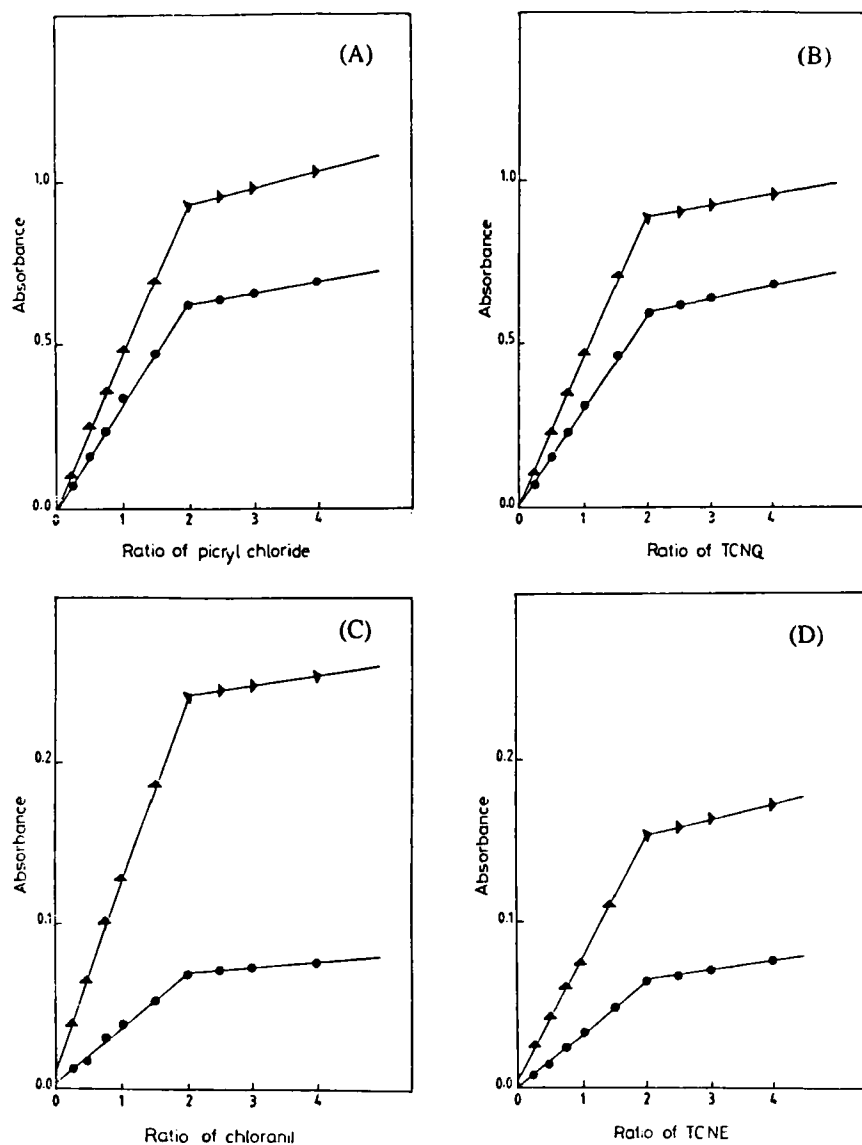 (A)
1.0
0.5
0.0
Absorbance
0 1 2 3 4
Ratio of picryl chloride
(B)
1.0
0.5
0.0
Absorbance
0 1 2 3 4
Ratio of TCNQ
(C)
0.2
0.1
0.0
Absorbance
0 1 2 3 4
Ratio of chloranil
(D)
0.2
0.1
0.0
Absorbance
0 1 2 3 4
Ratio of TCNE